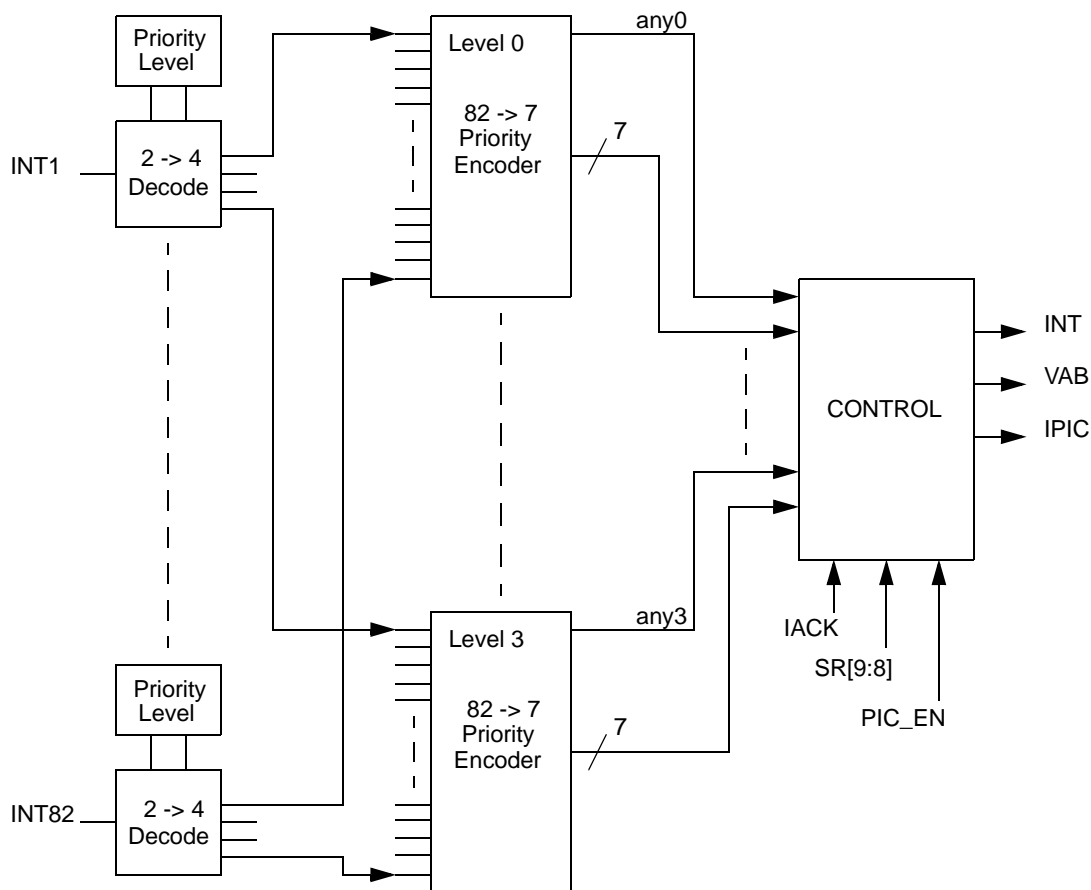 Priority
Level
INT1
2 -> 4
Decode
Level 0
82 -> 7
Priority
Encoder
any0
7
CONTROL
INT
VAB
IPIC
IACK
SR[9:8]
PIC_EN
Priority
Level
INT82
2 -> 4
Decode
Level 3
82 -> 7
Priority
Encoder
any3
7